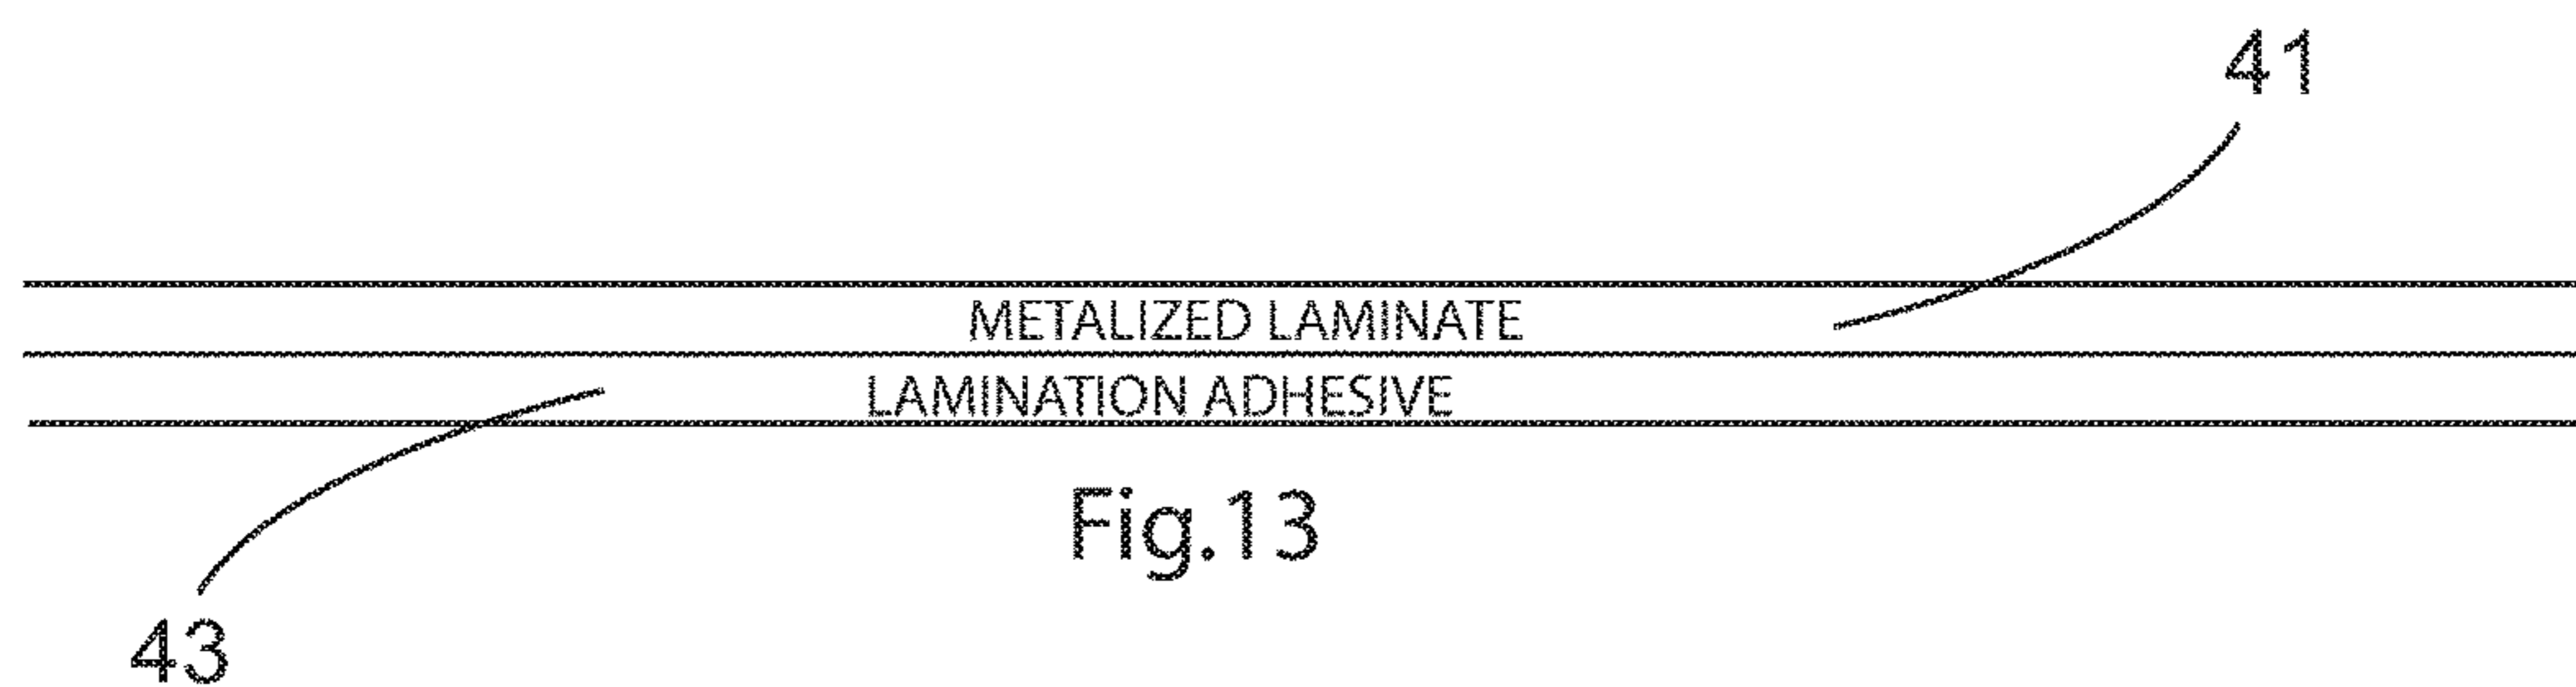 41
METALIZED LAMINATE
LAMINATION ADHESIVE
Fig.13
43